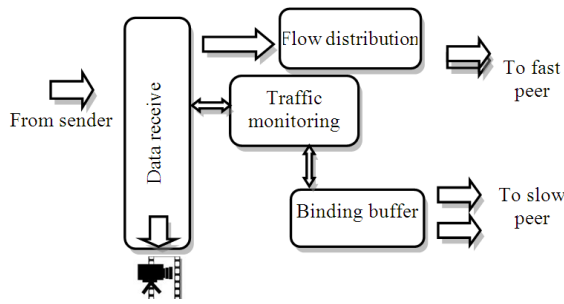 Flow distribution
To fast
peer
From sender
Data receive
Traffic
monitoring
Binding buffer
To slow
peer